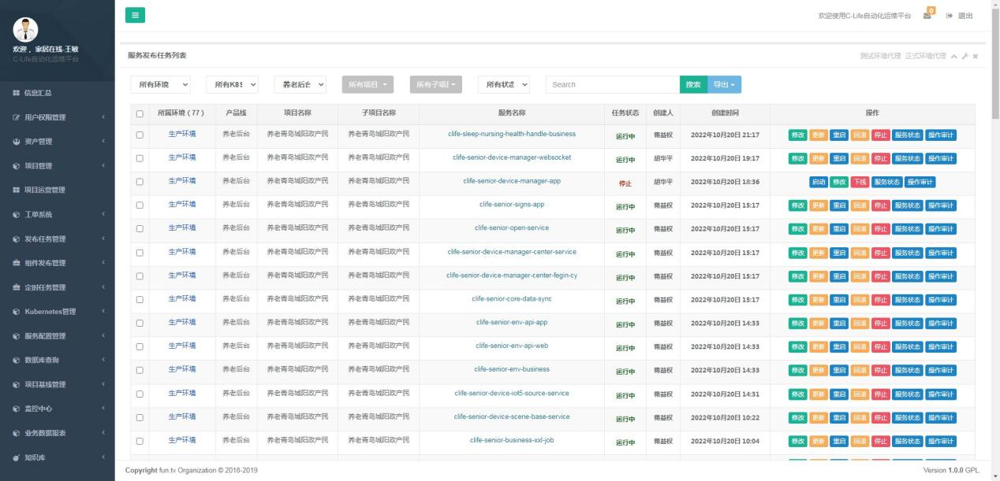 欢迎使用C-Life自动化运维平台
0
退出
欢迎，家居在线-王敏
C-Life自动化运维平台
信息汇总
用户权限管理
资产管理
项目管理
项目运营管理
工单系统
发布任务管理
组件发布管理
定时任务管理
Kubernetes管理
服务配置管理
数据库查询
项目基线管理
监控中心
业务数据报表
知识库
服务发布任务列表
测试环境代理 正式环境代理
所有环境 所有K8S 养老后台 所有项目 所有子项目 所有状态 Search 搜索 导出
所属环境（77） 产品线 项目名称 子项目名称 服务名称 任务状态 创建人 创建时间 操作
生产环境 养老后台 养老青岛城阳政产民 养老青岛城阳政产民 clife-sleep-nursing-health-handle-business 运行中 蒋益权 2022年10月20日 21:17 修改 更新 重启 回滚 停止 服务状态 操作审计
生产环境 养老后台 养老青岛城阳政产民 养老青岛城阳政产民 clife-senior-device-manager-websocket 运行中 胡华平 2022年10月20日 19:17 修改 更新 重启 回滚 停止 服务状态 操作审计
生产环境 养老后台 养老青岛城阳政产民 养老青岛城阳政产民 clife-senior-device-manager-app 停止 胡华平 2022年10月20日 18:36 启动 修改 下线 服务状态 操作审计
生产环境 养老后台 养老青岛城阳政产民 养老青岛城阳政产民 clife-senior-signs-app 运行中 蒋益权 2022年10月20日 15:17 修改 更新 重启 回滚 停止 服务状态 操作审计
生产环境 养老后台 养老青岛城阳政产民 养老青岛城阳政产民 clife-senior-open-service 运行中 蒋益权 2022年10月20日 15:17 修改 更新 重启 回滚 停止 服务状态 操作审计
生产环境 养老后台 养老青岛城阳政产民 养老青岛城阳政产民 clife-senior-device-manager-center-service 运行中 蒋益权 2022年10月20日 15:17 修改 更新 重启 回滚 停止 服务状态 操作审计
生产环境 养老后台 养老青岛城阳政产民 养老青岛城阳政产民 clife-senior-device-manager-center-fegin-cy 运行中 蒋益权 2022年10月20日 15:17 修改 更新 重启 回滚 停止 服务状态 操作审计
生产环境 养老后台 养老青岛城阳政产民 养老青岛城阳政产民 clife-senior-core-data-sync 运行中 蒋益权 2022年10月20日 15:17 修改 更新 重启 回滚 停止 服务状态 操作审计
生产环境 养老后台 养老青岛城阳政产民 养老青岛城阳政产民 clife-senior-env-api-app 运行中 蒋益权 2022年10月20日 14:33 修改 更新 重启 回滚 停止 服务状态 操作审计
生产环境 养老后台 养老青岛城阳政产民 养老青岛城阳政产民 clife-senior-env-api-web 运行中 蒋益权 2022年10月20日 14:33 修改 更新 重启 回滚 停止 服务状态 操作审计
生产环境 养老后台 养老青岛城阳政产民 养老青岛城阳政产民 clife-senior-env-business 运行中 蒋益权 2022年10月20日 14:33 修改 更新 重启 回滚 停止 服务状态 操作审计
生产环境 养老后台 养老青岛城阳政产民 养老青岛城阳政产民 clife-senior-device-iot5-source-service 运行中 蒋益权 2022年10月20日 14:31 修改 更新 重启 回滚 停止 服务状态 操作审计
生产环境 养老后台 养老青岛城阳政产民 养老青岛城阳政产民 clife-senior-device-scene-base-service 运行中 蒋益权 2022年10月20日 10:22 修改 更新 重启 回滚 停止 服务状态 操作审计
生产环境 养老后台 养老青岛城阳政产民 养老青岛城阳政产民 clife-senior-business-xxl-job 运行中 蒋益权 2022年10月20日 10:04 修改 更新 重启 回滚 停止 服务状态 操作审计
Copyright fun.tv Organization © 2018-2019
Version 1.0.0 GPL.